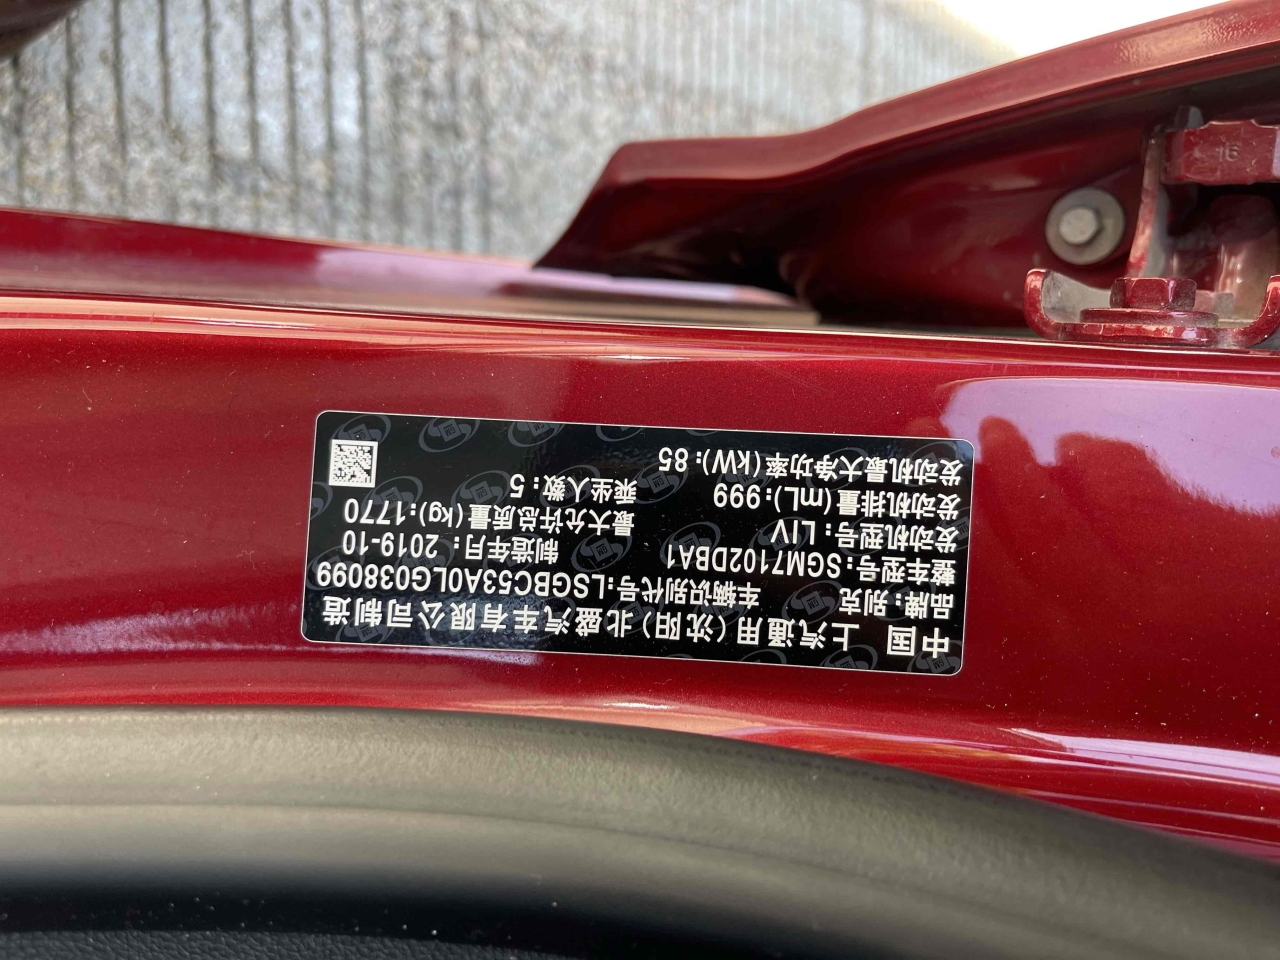 中国 上汽通用(沈阳)北盛汽车有限公司制造
品牌:别克 车辆识别代号:LSGBC53A0LG038099
整车型号:SGM7102DBA1 制造年月: 2019-10
发动机型号: LIV 最大允许总质量(kg):1770
发动机排量(mL):999 乘坐人数:5
发动机最大净功率(kW):85
16